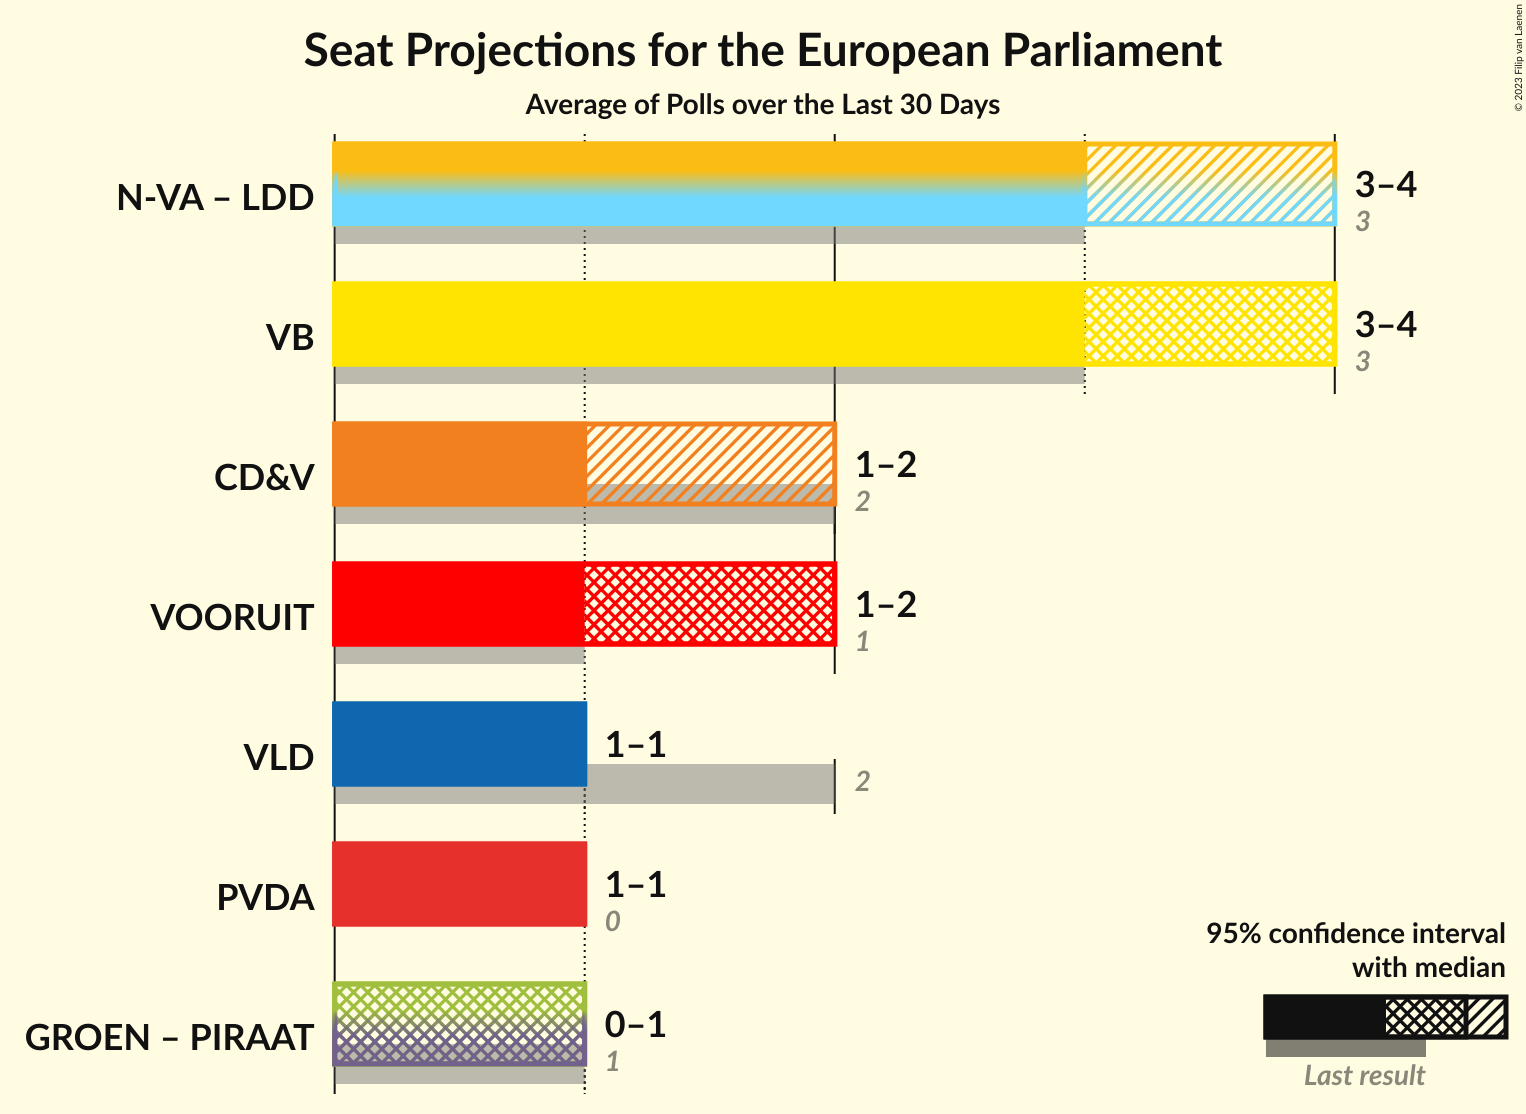 Seat Projections for the European Parliament
Average of Polls over the Last 30 Days
© 2023 Filip van Laenen
N-VA – LDD
3–4
3
VB
3–4
3
CD&V
1–2
2
VOORUIT
1–2
1
VLD
1–1
2
PVDA
1–1
0
GROEN – PIRAAT
0–1
1
95% confidence interval
with median
Last result